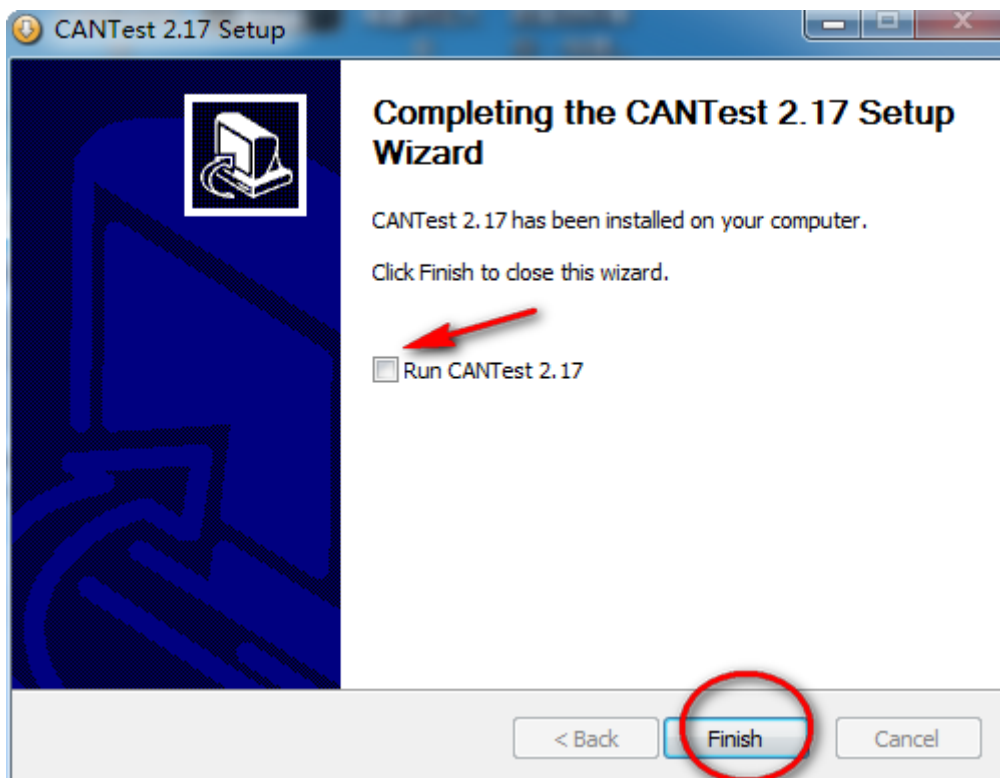 CANTest 2.17 Setup
Completing the CANTest 2.17 Setup
Wizard
CANTest 2.17 has been installed on your computer.
Click Finish to close this wizard.
Run CANTest 2.17
< Back Finish Cancel